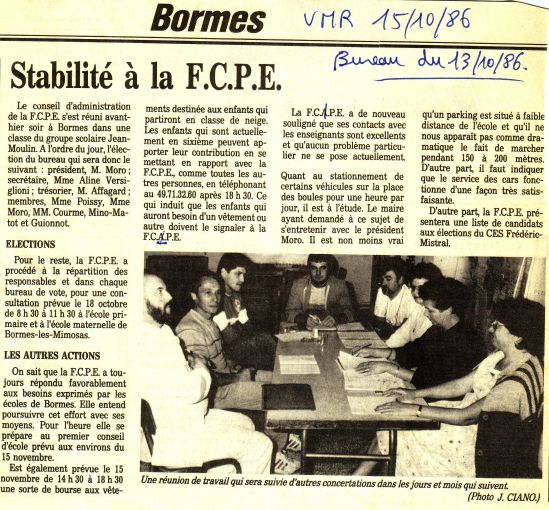 Bormes
VMR 15/10/86
Bureau du 13/10/86.
Stabilité à la F.C.P.E.
Le conseil d'administration
de la F.C.P.E. s'est réuni avant-
hier soir à Bormes dans une
classe du groupe scolaire Jean-
Moulin. A l'ordre du jour, l'élec-
tion du bureau qui sera donc le
suivant : président, M. Moro ;
secrétaire, Mme Aline Versi-
glioni ; trésorier, M. Affagard ;
membres, Mme Poissy, Mme
Moro, MM. Courme, Mino-Ma-
tot et Guionnot.
ELECTIONS
Pour le reste, la F.C.P.E. a
procédé à la répartition des
responsables et dans chaque
bureau de vote, pour une con-
sultation prévue le 18 octobre
de 8 h 30 à 11 h 30 à l'école pri-
maire et à l'école maternelle de
Bormes-les-Mimosas.
LES AUTRES ACTIONS
On sait que la F.C.P.E. a tou-
jours répondu favorablement
aux besoins exprimés par les
écoles de Bormes. Elle entend
poursuivre cet effort avec ses
moyens. Pour l'heure elle se
prépare au premier conseil
d'école prévu aux environs du
15 novembre.
Est également prévue le 15
novembre de 14 h 30 à 18 h 30
une sorte de bourse aux vête-
ments destinée aux enfants qui
partiront en classe de neige.
Les enfants qui sont actuelle-
ment en sixième peuvent ap-
porter leur contribution en se
mettant en rapport avec la
F.C.P.E., comme toutes les au-
tres personnes, en téléphonant
au 49.71.32.60 après 18 h 30. Ce
qui induit que les enfants qui
auront besoin d'un vêtement ou
autre doivent le signaler à la
F.C.A.P.E.
La F.C.A.P.E. a de nouveau
souligné que ses contacts avec
les enseignants sont excellents
et qu'aucun problème particu-
lier ne se pose actuellement.
Quant au stationnement de
certains véhicules sur la place
des boules pour une heure par
jour, il est à l'étude. Le maire
ayant demandé à ce sujet de
s'entretenir avec le président
Moro. Il est non moins vrai
qu'un parking est situé à faible
distance de l'école et qu'il ne
nous apparaît pas comme dra-
matique le fait de marcher
pendant 150 à 200 mètres.
D'autre part, il faut indiquer
que le service des cars fonc-
tionne d'une façon très satis-
faisante.
D'autre part, la F.C.P.E. pré-
sentera une liste de candidats
aux élections du CES Frédéric-
Mistral.
Une réunion de travail qui sera suivie d'autres concertations dans les jours et mois qui suivent.
(Photo J. CIANO.)